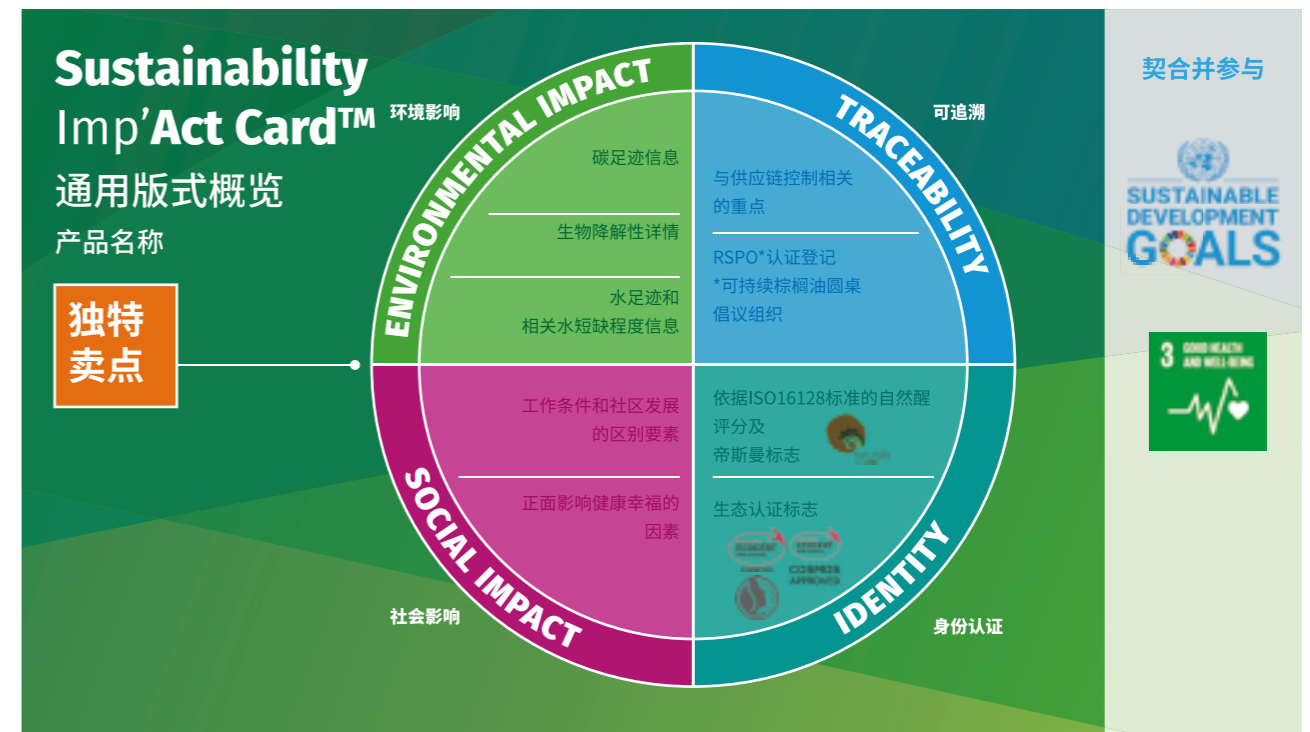 Sustainability
Imp’Act Card™
通用版式概览
产品名称
独特
卖点
环境影响
ENVIRONMENTAL IMPACT
碳足迹信息
生物降解性详情
水足迹和
相关水短缺程度信息
可追溯
TRACEABILITY
与供应链控制相关
的重点
RSPO*认证登记
*可持续棕榈油圆桌
倡议组织
社会影响
SOCIAL IMPACT
工作条件和社区发展
的区别要素
正面影响健康幸福的
因素
身份认证
IDENTITY
依据ISO16128标准的自然醒
评分及
帝斯曼标志
生态认证标志
COSMOS
APPROVED
契合并参与
SUSTAINABLE
DEVELOPMENT
GOALS
3 GOOD HEALTH
AND WELL-BEING